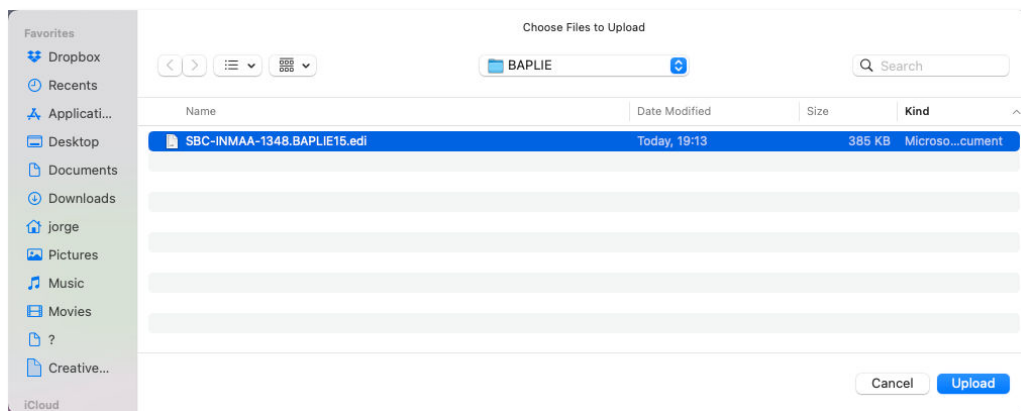 Choose Files to Upload
Favorites
Dropbox
Recents
Applicati...
Desktop
Documents
Downloads
jorge
Pictures
Music
Movies
?
Creative...
iCloud
BAPLIE
Search
Name Date Modified Size Kind
SBC-INMAA-1348.BAPLIE15.edi Today, 19:13 385 KB Microso...cument
Cancel Upload